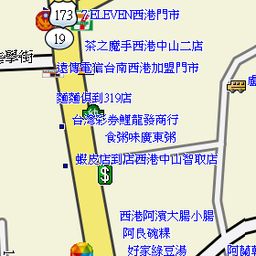 173
7-ELEVEN西港門市
19
茶之魔手西港中山二店
學街
遠傳電信台南西港加盟門市
麵麵俱到319店
台灣彩券鯉龍發商行
食粥味廣東粥
蝦皮店到店西港中山智取店
$
西港阿濱大腸小腸
阿良碗粿
好家綠豆湯